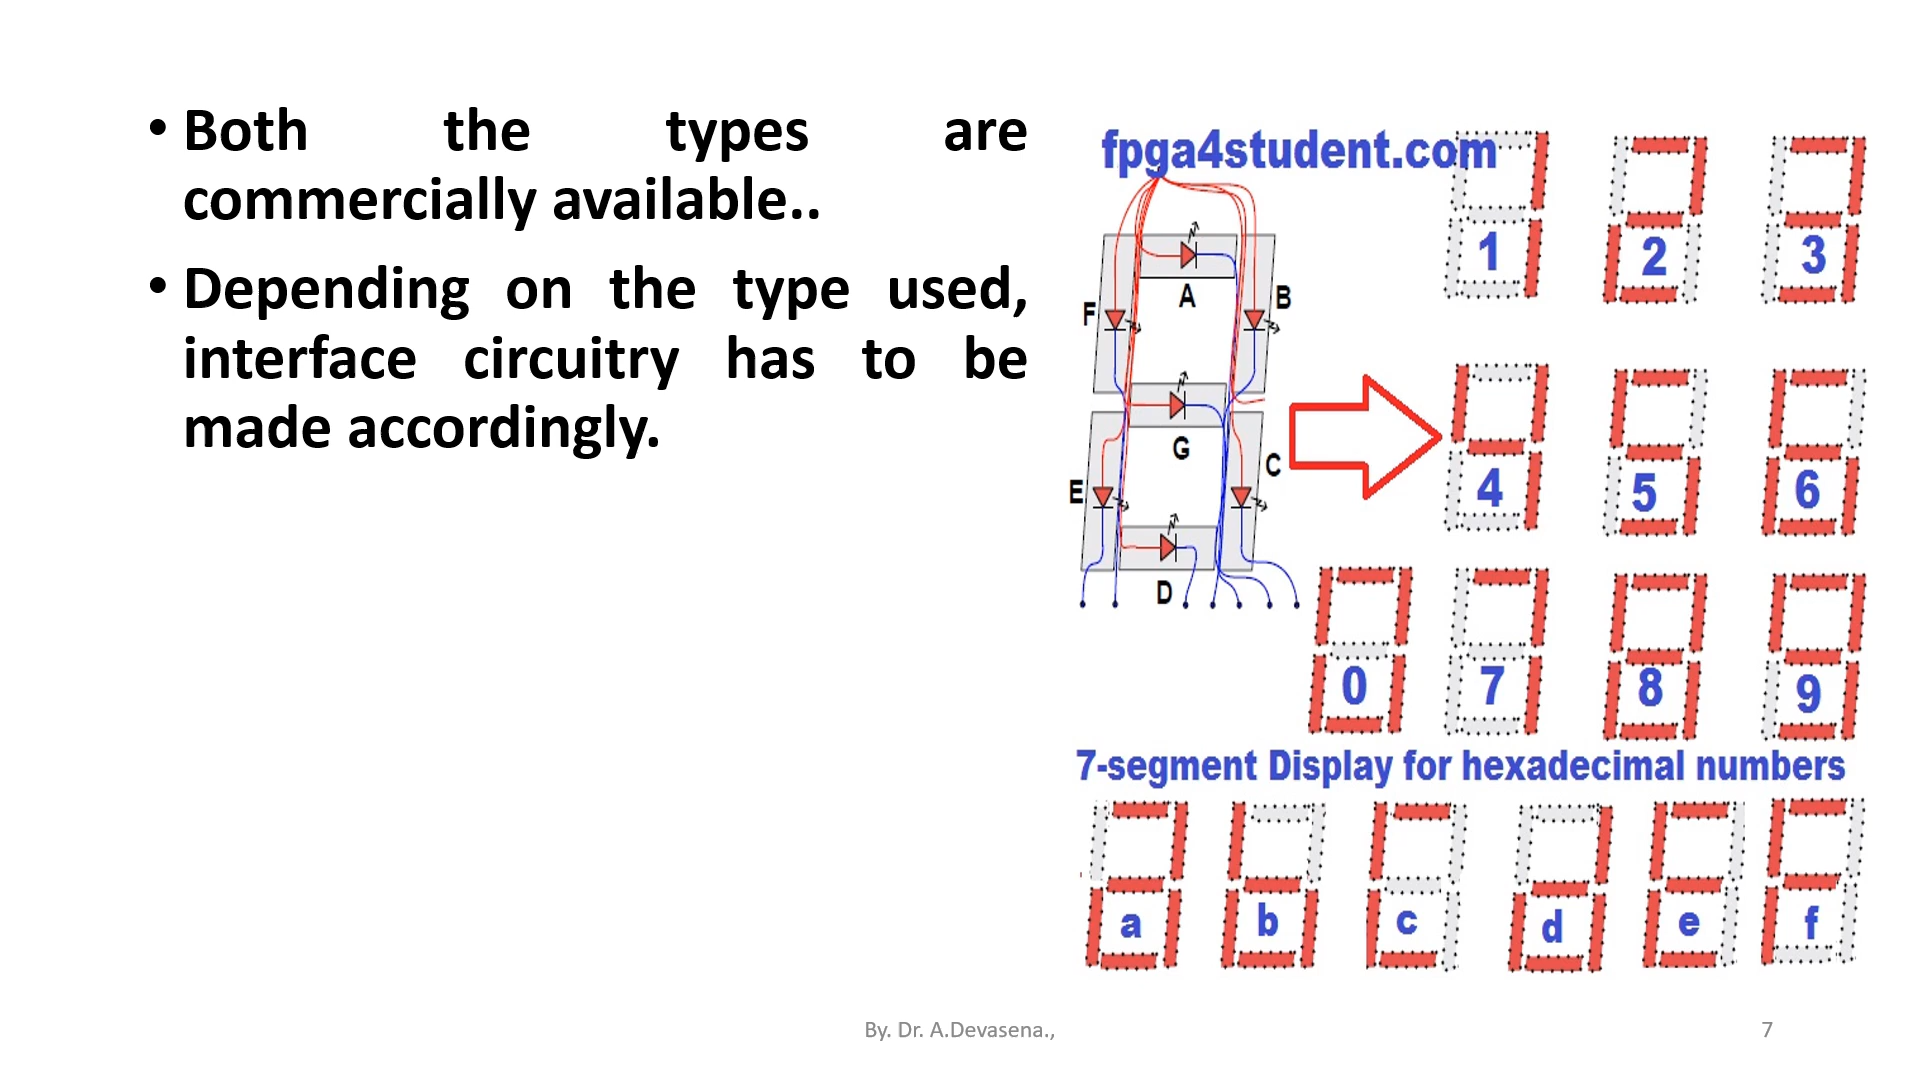 • Both the types are
commercially available..
• Depending on the type used,
interface circuitry has to be
made accordingly.
fpga4student.com
A
B
F
G
C
E
D
1 2 3
4 5 6
0 7 8 9
7-segment Display for hexadecimal numbers
a b c d e f
By. Dr. A.Devasena.,
7